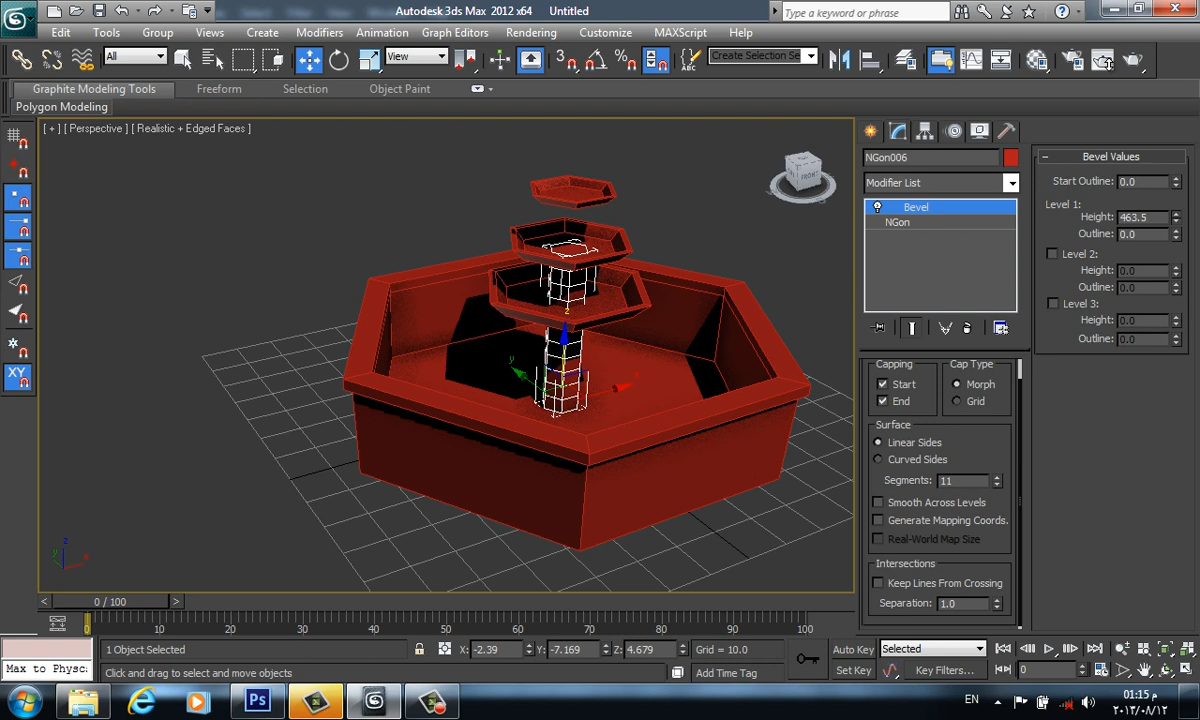 Autodesk 3ds Max  2012 x64    Untitled
Type a keyword or phrase
Edit Tools Group Views Create Modifiers Animation Graph Editors Rendering Customize MAXScript Help
All View 3 Create Selection Se
Graphite Modeling Tools Freeform Selection Object Paint
Polygon Modeling
[ + ] [ Perspective ] [ Realistic + Edged Faces ]
FRONT
z
y
x
XY
NGon006
Modifier List
Bevel
NGon
Capping
Start
End
Cap Type
Morph
Grid
Surface
Linear Sides
Curved Sides
Segments: 11
Smooth Across Levels
Generate Mapping Coords.
Real-World Map Size
Intersections
Keep Lines From Crossing
Separation: 1.0
Bevel Values
Start Outline: 0.0
Level 1:
Height: 463.5
Outline: 0.0
Level 2:
Height: 0.0
Outline: 0.0
Level 3:
Height: 0.0
Outline: 0.0
< 0 / 100 >
0 10 20 30 40 50 60 70 80 90 100
1 Object Selected X: -2.39 Y: -7.169 Z: 4.679 Grid = 10.0 Auto Key Selected
Max to Physc: Click and drag to select and move objects Add Time Tag Set Key Key Filters... 0
Ps
EN
01:15 م
٢٠١٣/٠٨/١٢